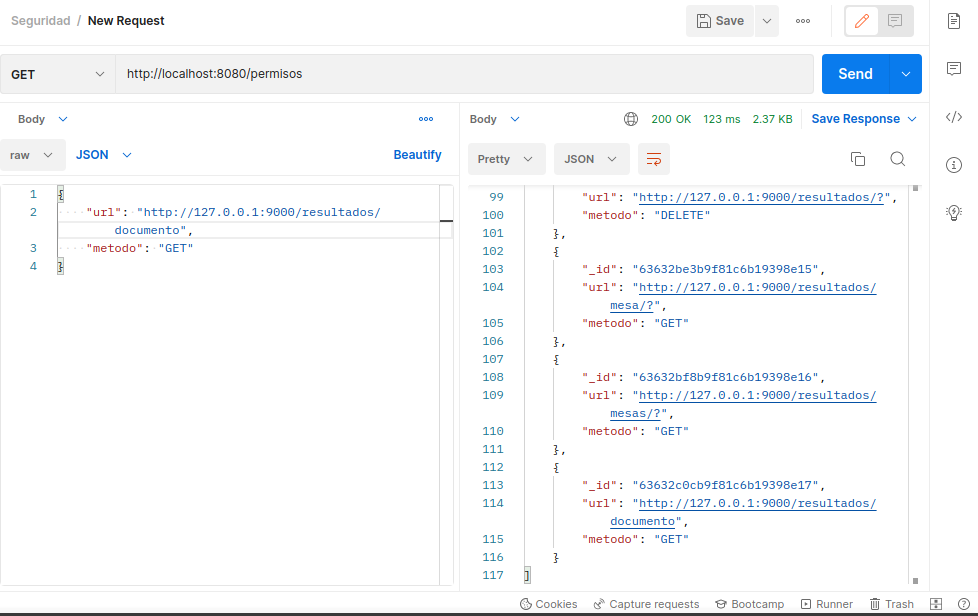 Seguridad / New Request
Save
GET
http://localhost:8080/permisos
Send
Body
raw
JSON
Beautify
1 {
2 "url": "http://127.0.0.1:9000/resultados/
documento",
3 "metodo": "GET"
4 }
Body
200 OK 123 ms 2.37 KB
Save Response
Pretty
JSON
99 "url": "http://127.0.0.1:9000/resultados/?",
100 "metodo": "DELETE"
101 },
102 {
103 "_id": "63632be3b9f81c6b19398e15",
104 "url": "http://127.0.0.1:9000/resultados/
mesa/?",
105 "metodo": "GET"
106 },
107 {
108 "_id": "63632bf8b9f81c6b19398e16",
109 "url": "http://127.0.0.1:9000/resultados/
mesas/?",
110 "metodo": "GET"
111 },
112 {
113 "_id": "63632c0cb9f81c6b19398e17",
114 "url": "http://127.0.0.1:9000/resultados/
documento",
115 "metodo": "GET"
116 }
117 ]
Cookies
Capture requests
Bootcamp
Runner
Trash